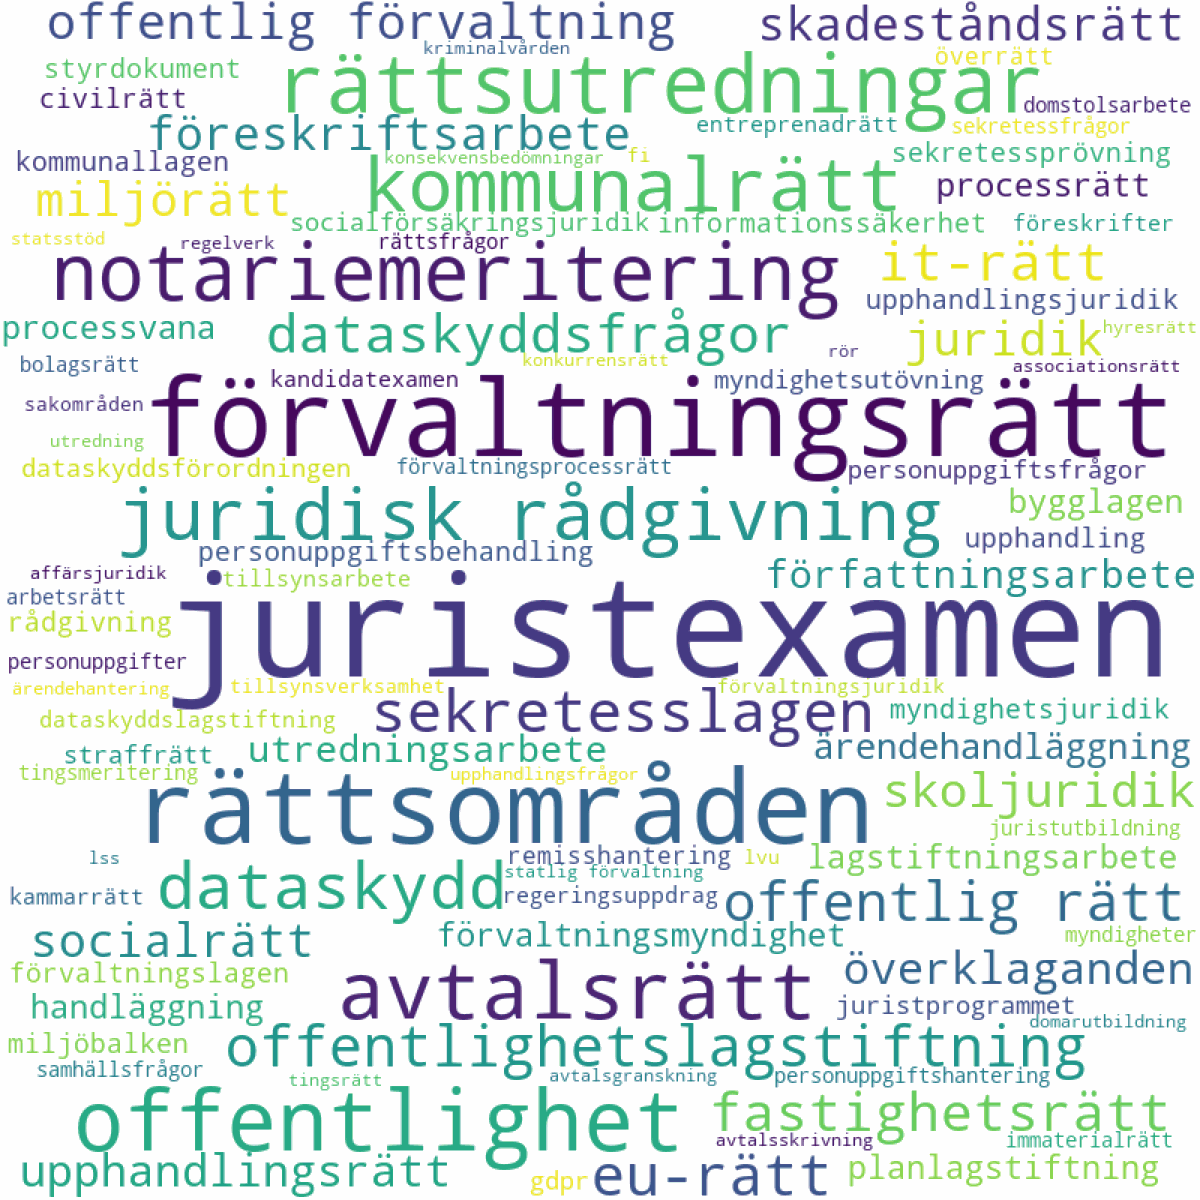 offentlig förvaltning
skadeståndsrätt
kriminalvården
överrätt
styrdokument
rättsutredningar
civilrätt
domstolsarbete
föreskriftsarbete
entreprenadrätt
sekretessfrågor
kommunallagen
konsekvensbedömningar
fi
sekretessprövning
kommunalrätt
processrätt
miljörätt
socialförsäkringsjuridik
informationssäkerhet
föreskrifter
statsstöd
regelverk
rättsfrågor
notariemeritering
it-rätt
upphandlingsjuridik
processvana
dataskyddsfrågor
juridik
hyresrätt
bolagsrätt
konkurrensrätt
rör
associationsrätt
kandidatexamen
myndighetsutövning
sakområden
förvaltningsrätt
utredning
dataskyddsförordningen
förvaltningsprocessrätt
personuppgiftsfrågor
juridisk rådgivning
bygglagen
personuppgiftsbehandling
upphandling
affärsjuridik
tillsynsarbete
författningsarbete
arbetsrätt
rådgivning
juristexamen
personuppgifter
ärendehantering
tillsynsverksamhet
förvaltningsjuridik
dataskyddslagstiftning
sekretesslagen
myndighetsjuridik
straffrätt
utredningsarbete
ärendehandläggning
tingsmeritering
upphandlingsfrågor
rättsområden
skoljuridik
juristutbildning
lss
remisshantering
lvu
lagstiftningsarbete
statlig förvaltning
kammarrätt
dataskydd
regeringsuppdrag
offentlig rätt
socialrätt
förvaltningsmyndighet
myndigheter
förvaltningslagen
överklaganden
handläggning
avtalsrätt
juristprogrammet
domarutbildning
miljöbalken
offentlighetslagstiftning
samhällsfrågor
tingsrätt
avtalsgranskning
personuppgiftshantering
offentlighet
fastighetsrätt
avtalsskrivning
immaterialrätt
upphandlingsrätt
gdpr
eu-rätt
planlagstiftning